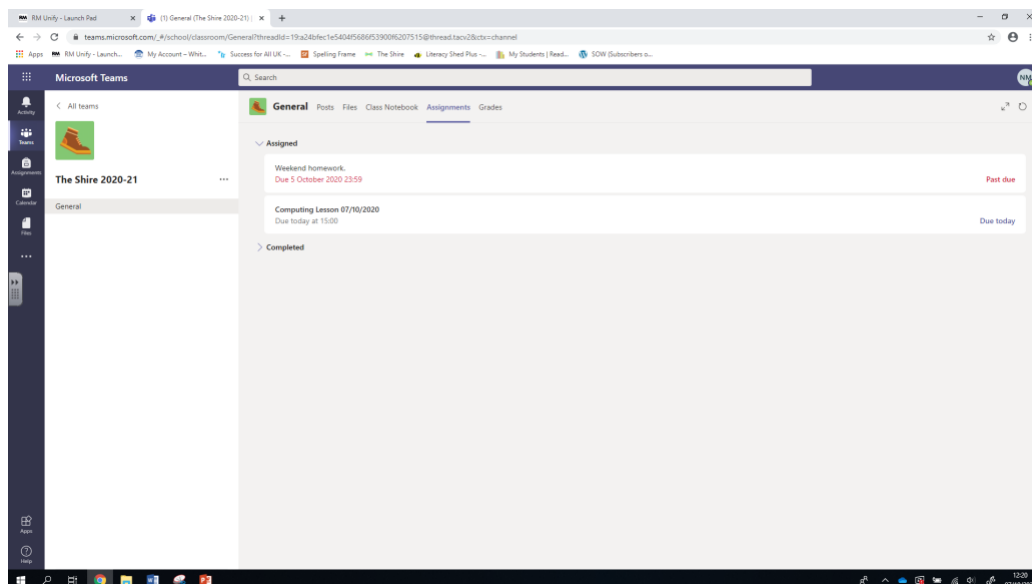 RM Unify - Launch Pad
(1) General (The Shire 2020-21) |
teams.microsoft.com/_#/school/classroom/General?threadId=19:a24bfec1e5404f5686f53900f6207515@thread.tacv2&ctx=channel
Apps RM Unify - Launch... My Account – Whit... Success for All UK -... Spelling Frame The Shire Literacy Shed Plus -... My Students | Read... SOW (Subscribers o...
Microsoft Teams
Search
NM
Activity
Teams
Assignments
Calendar
Files
Apps
Help
All teams
The Shire 2020-21
General
General Posts Files Class Notebook Assignments Grades
Assigned
Weekend homework.
Due 5 October 2020 23:59
Past due
Computing Lesson 07/10/2020
Due today at 15:00
Due today
Completed
12:20